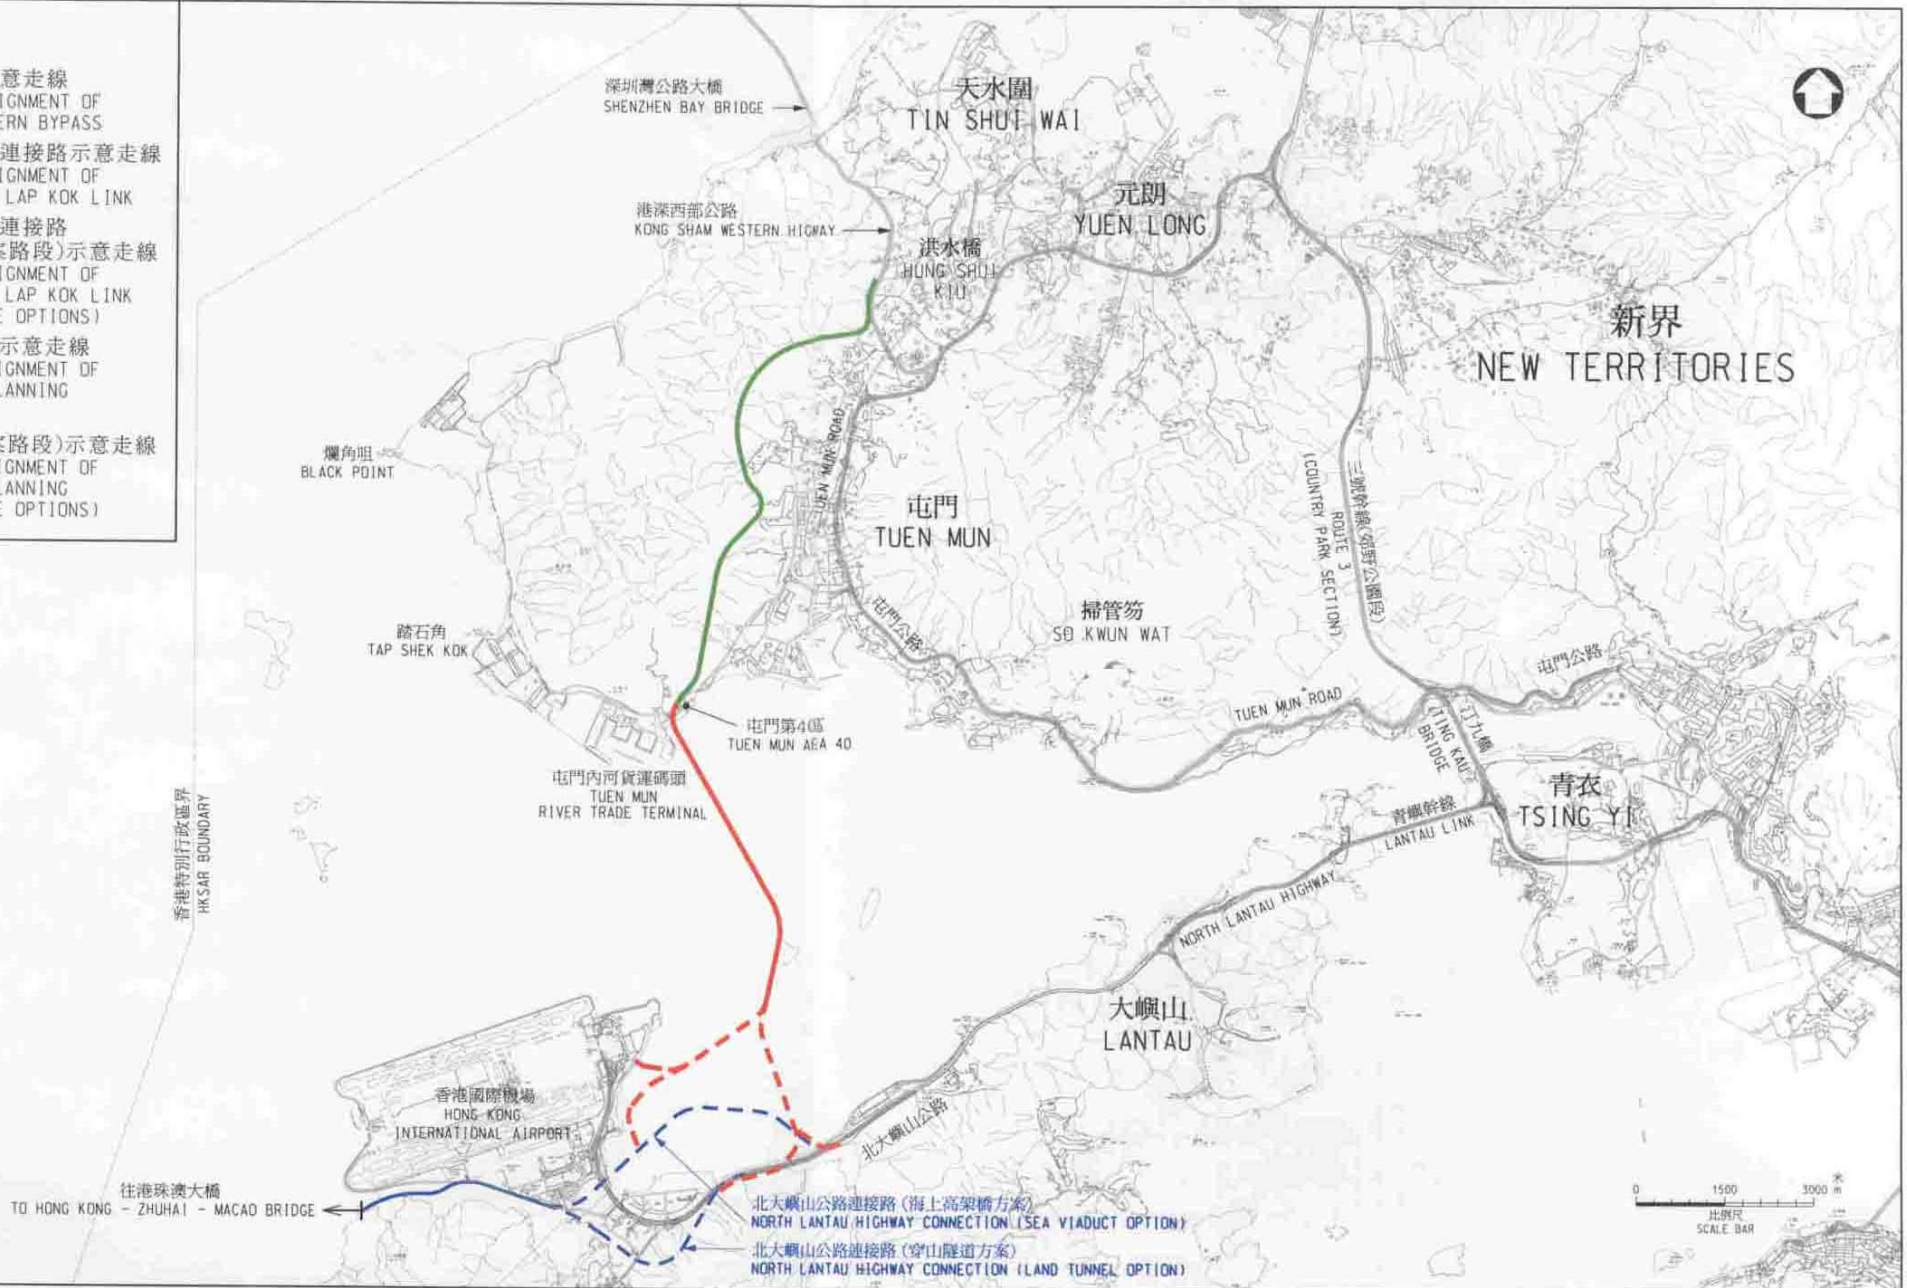 意走線
IGNMENT OF
ERN BYPASS
連接路示意走線
IGNMENT OF
LAP KOK LINK
連接路
案路段)示意走線
IGNMENT OF
LAP KOK LINK
E OPTIONS)
示意走線
IGNMENT OF
LANNING
案路段)示意走線
IGNMENT OF
LANNING
E OPTIONS)
深圳灣公路大橋
SHENZHEN BAY BRIDGE
天水圍
TIN SHUI WAI
港深西部公路
KONG SHAM WESTERN HIGWAY
元朗
YUEN LONG
洪水橋
HUNG SHUI
KIU
新界
NEW TERRITORIES
爛角咀
BLACK POINT
TUEN MUN ROAD
屯門
TUEN MUN
三號幹線(郊野公園段)
ROUTE 3
(COUNTRY PARK SECTION)
掃管笏
SO KWUN WAT
屯門公路
踏石角
TAP SHEK KOK
屯門公路
TUEN MUN ROAD
屯門第40區
TUEN MUN AEA 40
汀九橋
TING KAU
BRIDGE
屯門內河貨運碼頭
TUEN MUN
RIVER TRADE TERMINAL
青衣
TSING YI
青嶼幹線
LANTAU LINK
香港特別行政區界
HKSAR BOUNDARY
NORTH LANTAU HIGHWAY
大嶼山
LANTAU
香港國際機場
HONG KONG
INTERNATIONAL AIRPORT
北大嶼山公路
往港珠澳大橋
TO HONG KONG - ZHUHAI - MACAO BRIDGE
北大嶼山公路連接路 (海上高架橋方案)
NORTH LANTAU HIGHWAY CONNECTION (SEA VIADUCT OPTION)
北大嶼山公路連接路 (穿山隧道方案)
NORTH LANTAU HIGHWAY CONNECTION (LAND TUNNEL OPTION)
0 1500 3000 米 m
比例尺
SCALE BAR